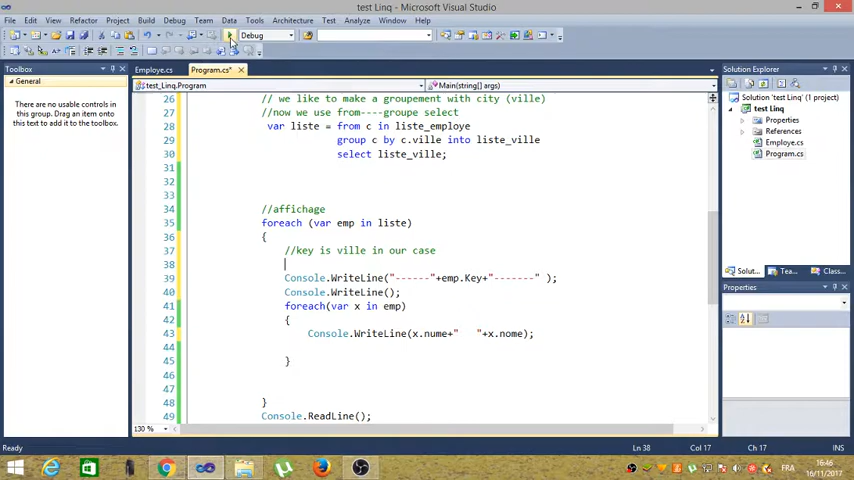 test Linq - Microsoft Visual Studio
File Edit View Refactor Project Build Debug Team Data Tools Architecture Test Analyze Window Help
Debug
Toolbox
General
There are no usable controls in this group. Drag an item onto this text to add it to the toolbox.
Employe.cs Program.cs*
test_Linq.Program Main(string[] args)
26 // we like to make a groupement with city (ville)
27 //now we use from----groupe select
28 var liste = from c in liste_employe
29 group c by c.ville into liste_ville
30 select liste_ville;
31
32
33
34 //affichage
35 foreach (var emp in liste)
36 {
37 //key is ville in our case
38
39 Console.WriteLine("------"+emp.Key+"-------" );
40 Console.WriteLine();
41 foreach(var x in emp)
42 {
43 Console.WriteLine(x.nume+"   "+x.nome);
44
45 }
46
47
48 }
49 Console.ReadLine();
130 %
Solution Explorer
Solution 'test Linq' (1 project)
test Linq
Properties
References
Employe.cs
Program.cs
Solut... Tea... Class...
Properties
Ready Ln 38 Col 17 Ch 17 INS
FRA
16:46
16/11/2017